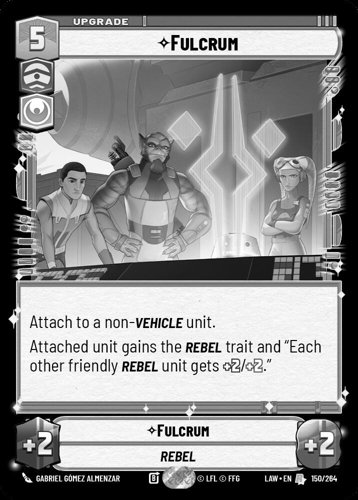 UPGRADE
5
✧FULCRUM
Attach to a non-VEHICLE unit.
Attached unit gains the REBEL trait and “Each
other friendly REBEL unit gets +2/+2.”
+2
✧FULCRUM
REBEL
+2
GABRIEL GÓMEZ ALMENZAR © LFL © FFG LAW • EN 150/264